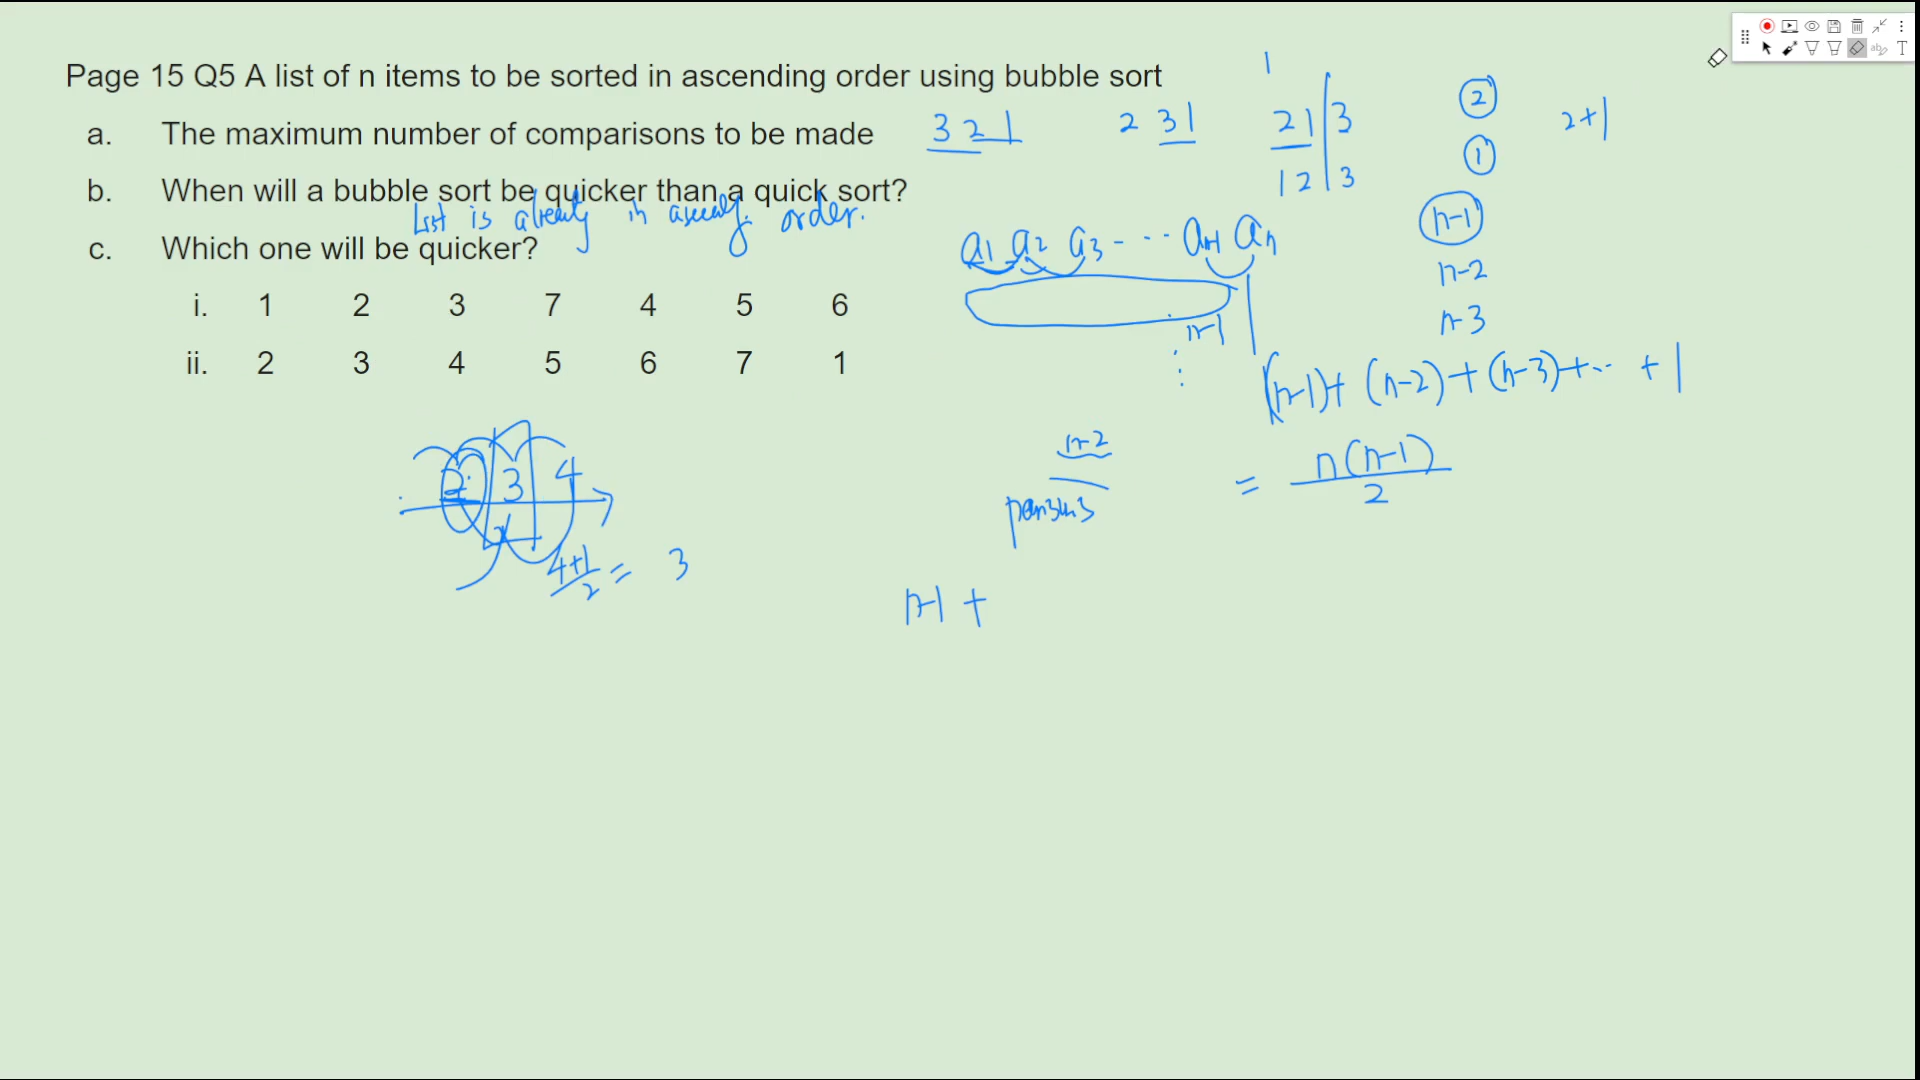 Page 15 Q5 A list of n items to be sorted in ascending order using bubble sort
1
a. The maximum number of comparisons to be made
3 2 1 2 3 1 2 1 3 2 2+1
1
b. When will a bubble sort be quicker than a quick sort?
1 2 3
List is already in order.
n-1
c. Which one will be quicker?
a1 a2 a3 - - - an-1 an
n-2
i. 1 2 3 7 4 5 6
n-1
n-3
ii. 2 3 4 5 6 7 1
(n-1)+ (n-2)+(n-3)+... +1
n-2
= n(n-1)
2
2 3 4
4+1
2
= 3
n-1 +
ab
T